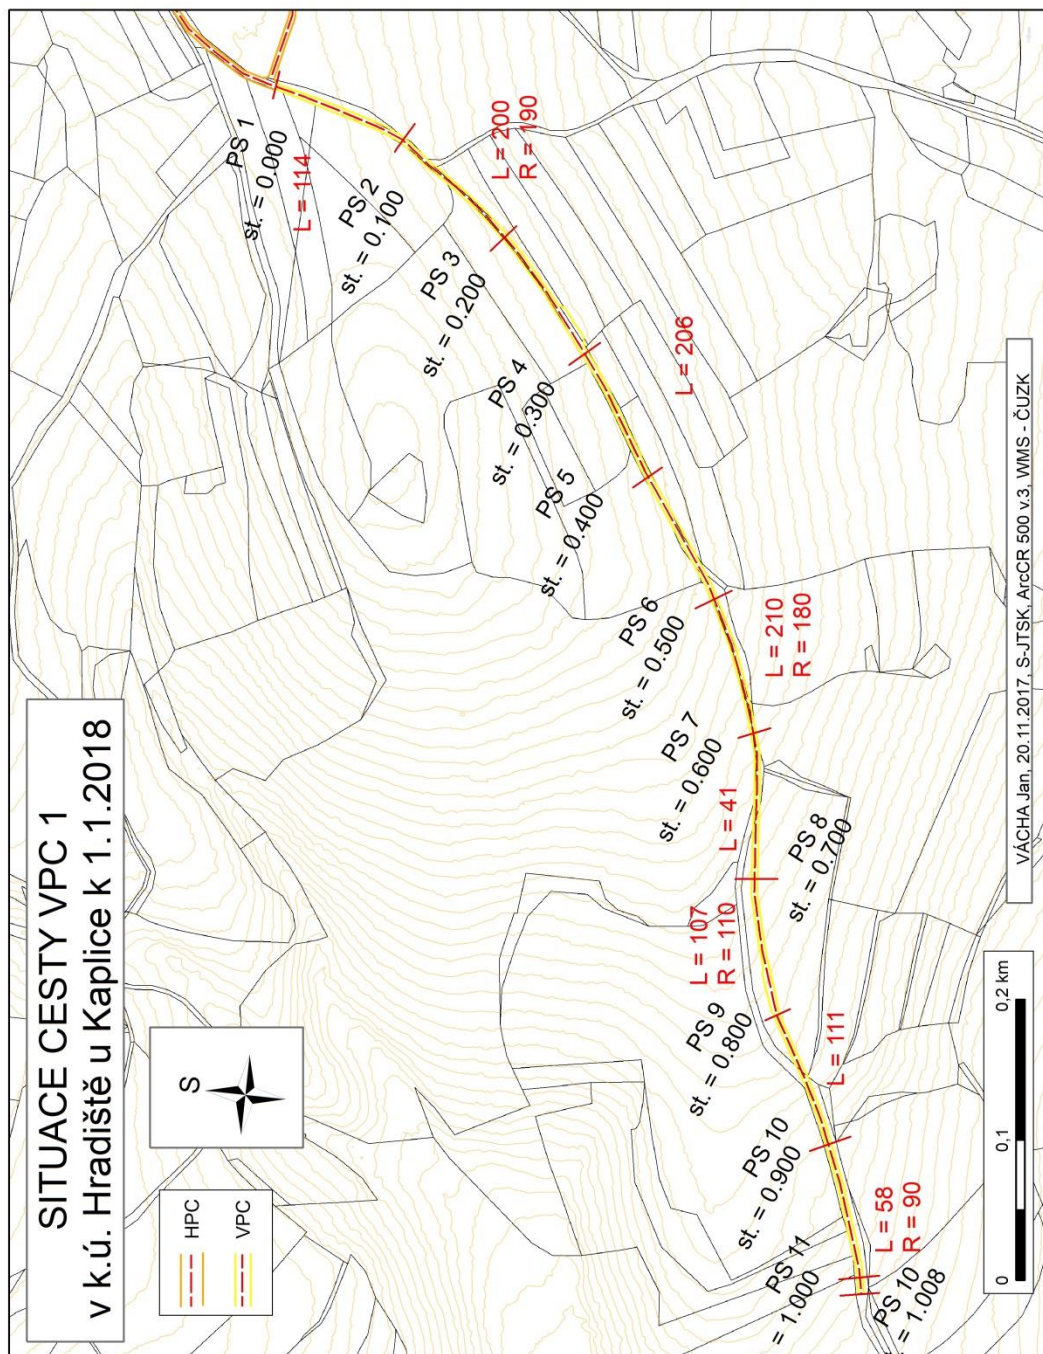 SITUACE CESTY VPC 1
v k.ú. Hradiště u Kaplice k 1.1.2018
S
HPC
VPC
PS 1
st. = 0.000
L = 114
PS 2
st. = 0.100
L = 200
R = 190
PS 3
st. = 0.200
PS 4
st. = 0.300
L = 206
PS 5
st. = 0.400
PS 6
st. = 0.500
L = 210
R = 180
PS 7
st. = 0.600
L = 41
PS 8
st. = 0.700
L = 107
R = 110
PS 9
st. = 0.800
L = 111
PS 10
st. = 0.900
L = 58
R = 90
PS 11
= 1.000
PS 10
= 1.008
0
0,1
0,2 km
VÁCHA Jan, 20.11.2017, S-JTSK, ArcCR 500 v.3, WMS - ČUZK